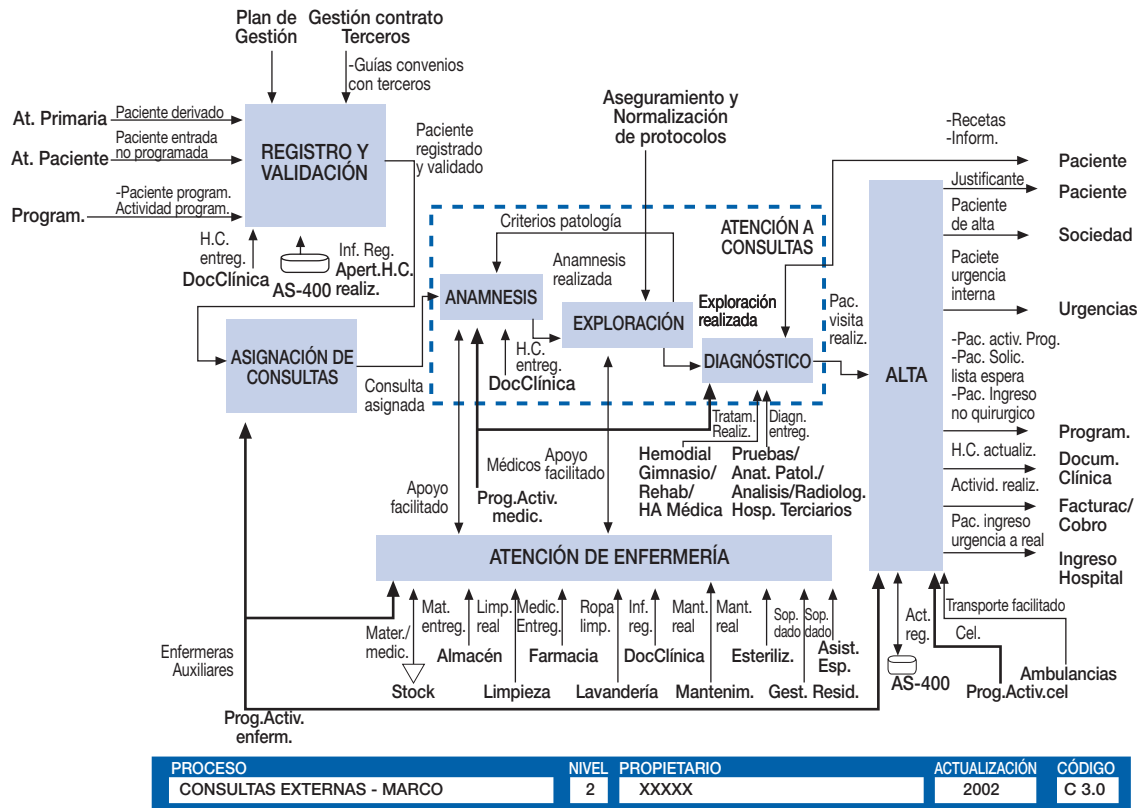 Plan de
Gestión
Gestión contrato
Terceros
-Guías convenios
con terceros
At. Primaria
Paciente derivado
At. Paciente
Paciente entrada
no programada
Program.
-Paciente program.
Actividad program.
REGISTRO Y
VALIDACIÓN
Paciente
registrado
y validado
H.C.
entreg.
DocClínica
AS-400
Inf. Reg.
Apert.H.C.
realiz.
Aseguramiento y
Normalización
de protocolos
ATENCIÓN A
CONSULTAS
Criterios patología
Anamnesis
realizada
ANAMNESIS
EXPLORACIÓN
Exploración
realizada
DIAGNÓSTICO
H.C.
entreg.
DocClínica
Pac.
visita
realiz.
ASIGNACIÓN DE
CONSULTAS
Consulta
asignada
ALTA
-Recetas
-Inform.
Paciente
Justificante
Paciente
Paciente
de alta
Sociedad
Paciete
urgencia
interna
Urgencias
-Pac. activ. Prog.
-Pac. Solic.
lista espera
-Pac. Ingreso
no quirurgico
Program.
H.C. actualiz.
Docum.
Clínica
Activid. realiz.
Facturac/
Cobro
Pac. ingreso
urgencia a real
Ingreso
Hospital
Tratam.
Realiz.
Diagn.
entreg.
Hemodial
Gimnasio/
Rehab/
HA Médica
Pruebas/
Anat. Patol./
Analisis/Radiolog.
Hosp. Terciarios
Médicos
Apoyo
facilitado
Apoyo
facilitado
Prog.Activ.
medic.
ATENCIÓN DE ENFERMERÍA
Enfermeras
Auxiliares
Prog.Activ.
enferm.
Mater./
medic.
Stock
Mat.
entreg.
Almacén
Limp.
real
Limpieza
Medic.
Entreg.
Farmacia
Ropa
limp.
Lavandería
Inf.
reg.
DocClínica
Mant.
real
Mantenim.
Mant.
real
Esteriliz.
Sop.
dado
Gest. Resid.
Sop.
dado
Asist.
Esp.
Act.
reg.
AS-400
Transporte facilitado
Cel.
Ambulancias
Prog.Activ.cel
PROCESO NIVEL PROPIETARIO ACTUALIZACIÓN CÓDIGO
CONSULTAS EXTERNAS - MARCO 2 XXXXX 2002 C 3.0